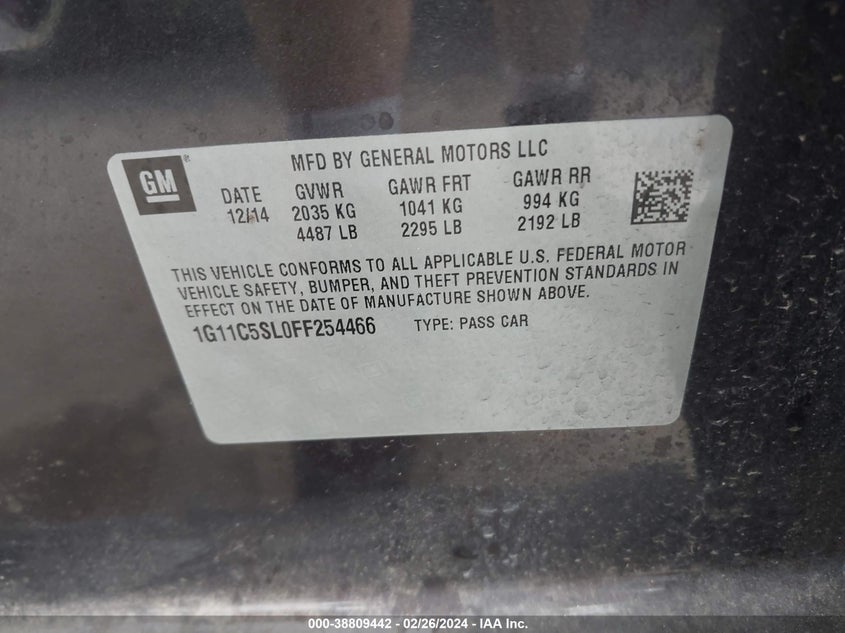 GM
MFD BY GENERAL MOTORS LLC
DATE GVWR GAWR FRT GAWR RR
12/14 2035 KG 1041 KG 994 KG
4487 LB 2295 LB 2192 LB
THIS VEHICLE CONFORMS TO ALL APPLICABLE U.S. FEDERAL MOTOR
VEHICLE SAFETY, BUMPER, AND THEFT PREVENTION STANDARDS IN
EFFECT ON THE DATE OF MANUFACTURE SHOWN ABOVE.
1G11C5SL0FF254466 TYPE: PASS CAR
000-38809442 - 02/26/2024 - IAA Inc.